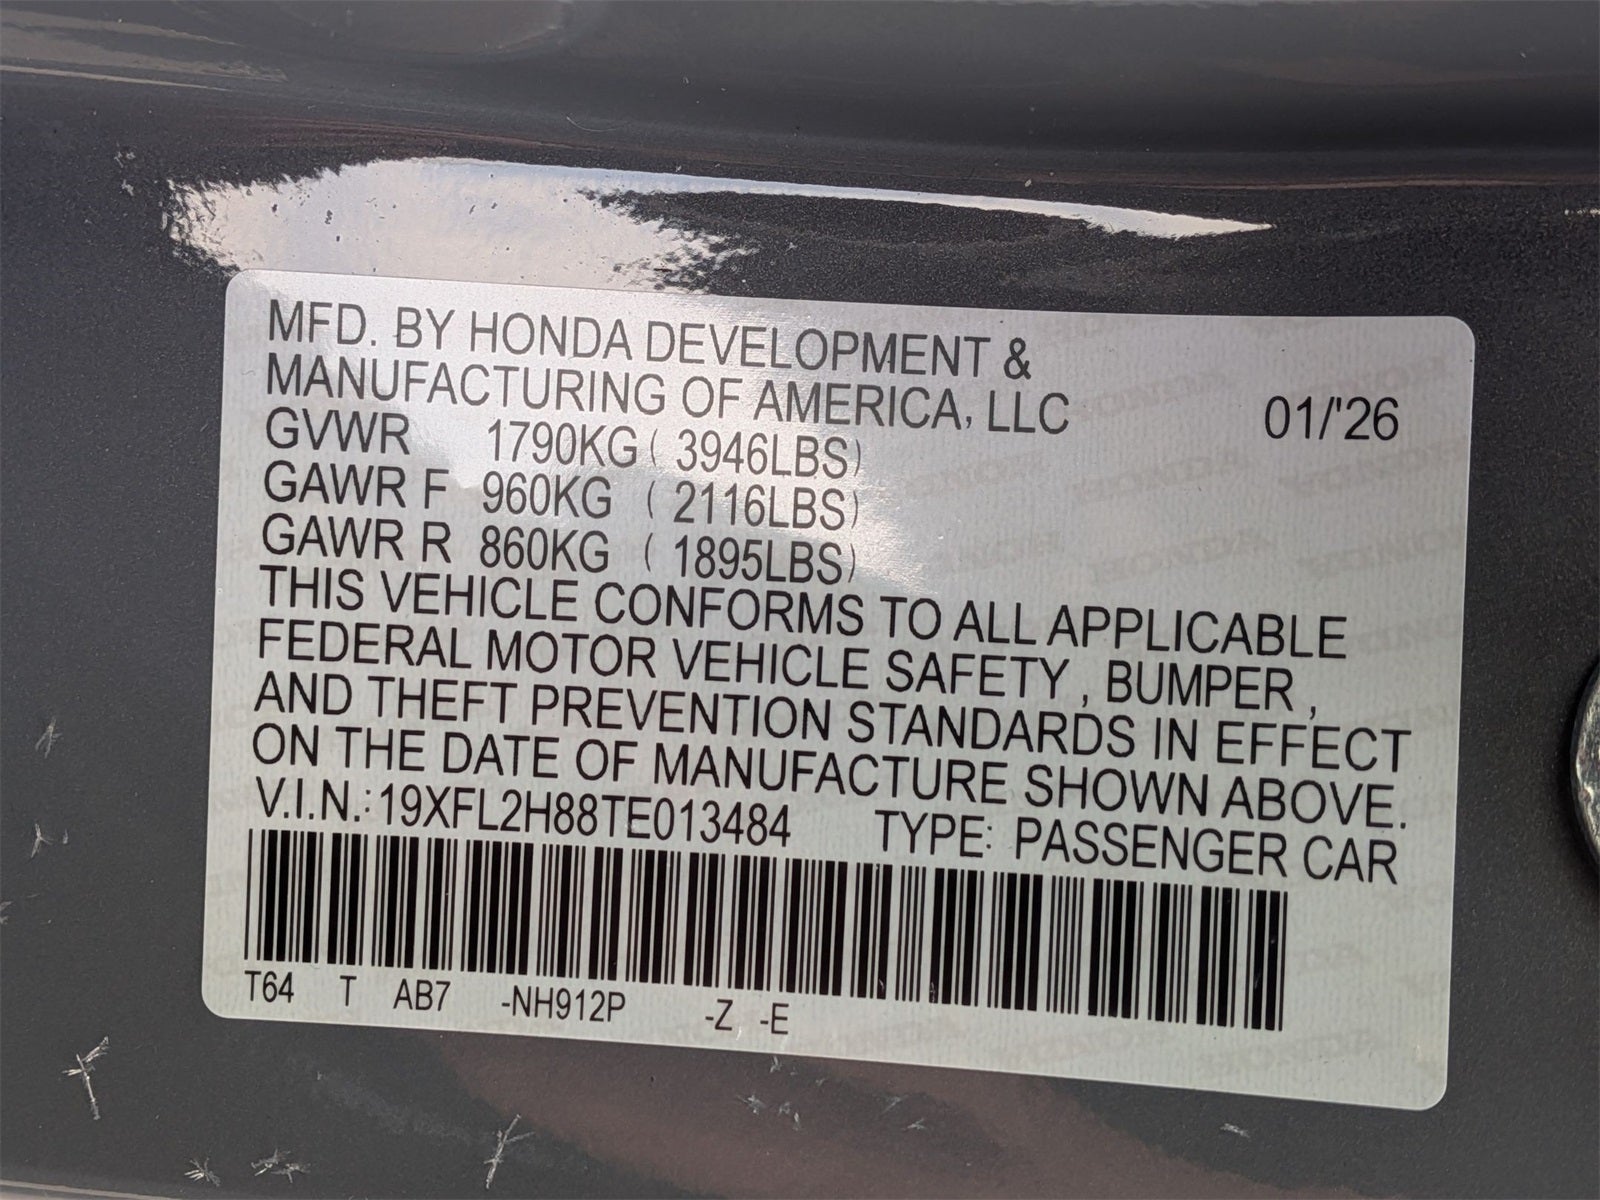 MFD. BY HONDA DEVELOPMENT &
MANUFACTURING OF AMERICA, LLC 01/'26
GVWR 1790KG ( 3946LBS)
GAWR F 960KG ( 2116LBS)
GAWR R 860KG ( 1895LBS)
THIS VEHICLE CONFORMS TO ALL APPLICABLE
FEDERAL MOTOR VEHICLE SAFETY , BUMPER ,
AND THEFT PREVENTION STANDARDS IN EFFECT
ON THE DATE OF MANUFACTURE SHOWN ABOVE.
V.I.N.: 19XFL2H88TE013484 TYPE: PASSENGER CAR
T64 T AB7 -NH912P -Z -E